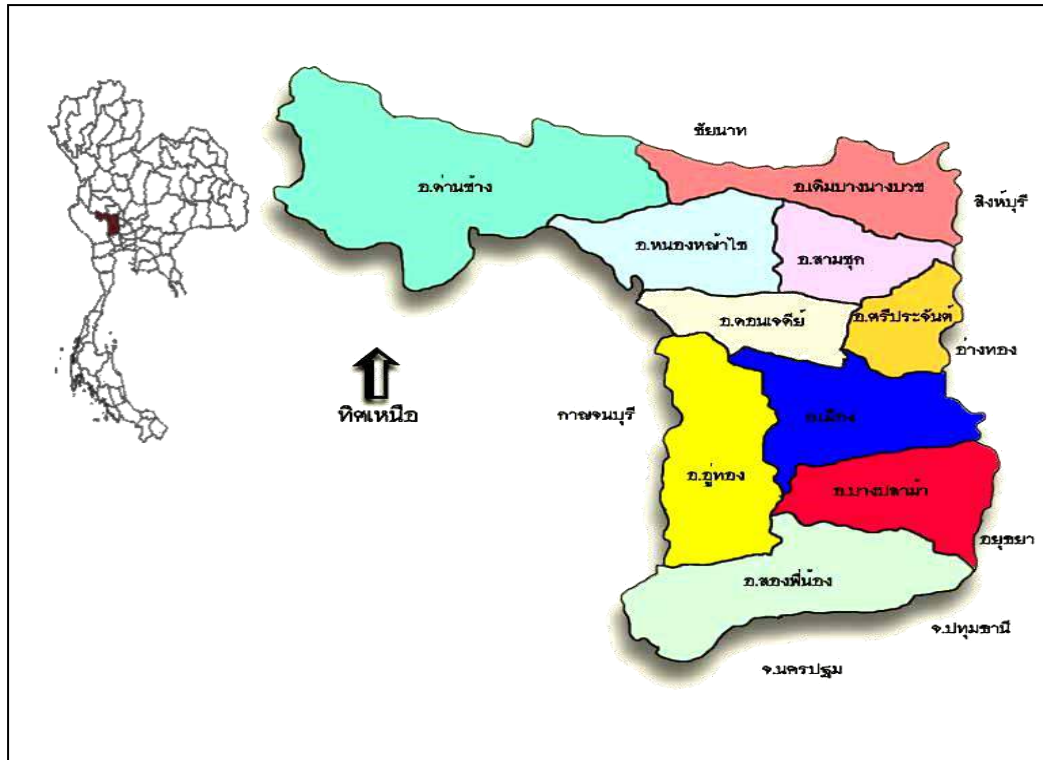 ชัยนาท
อ.ด่านช้าง
อ.เดิมบางนางบวช
สิงห์บุรี
อ.หนองหญ้าไซ
อ.สามชุก
อ.ดอนเจดีย์
อ.ศรีประจันต์
อ่างทอง
ทิศเหนือ
กาญจนบุรี
อ.เมือง
อ.อู่ทอง
อ.บางปลาม้า
อยุธยา
อ.สองพี่น้อง
จ.ปทุมธานี
จ.นครปฐม